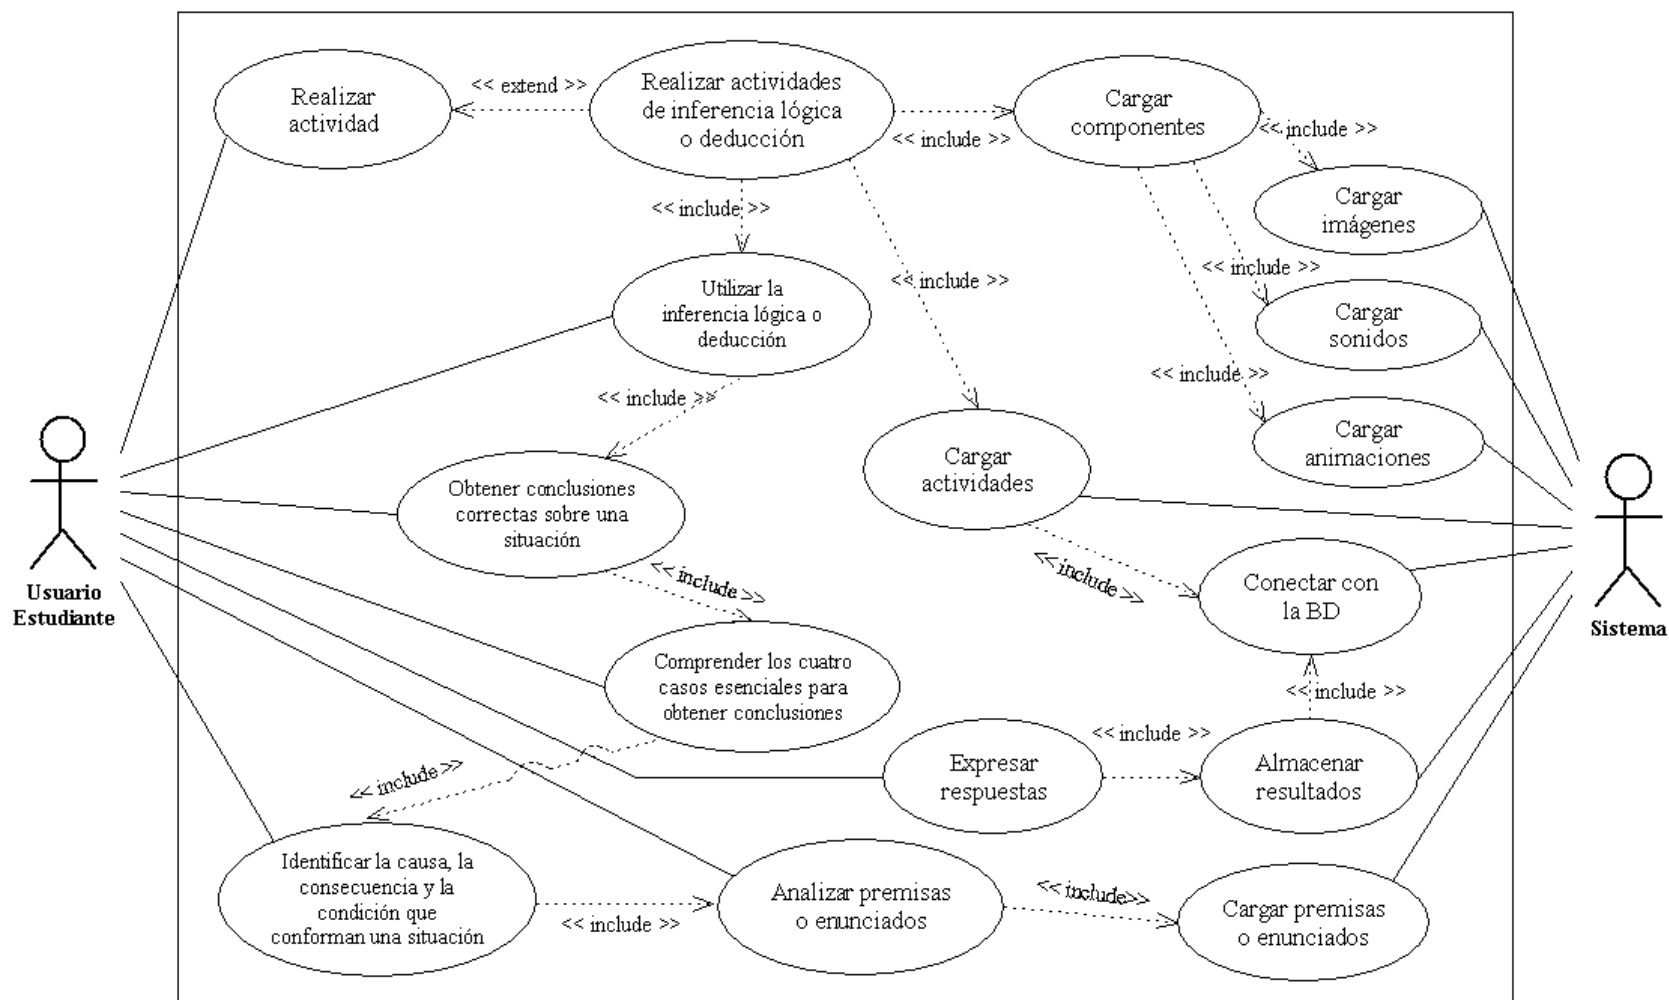 Realizar
actividad
<< extend >>
Realizar actividades
de inferencia lógica
o deducción
<< include >>
Cargar
componentes
<< include >>
Cargar
imágenes
<< include >>
Utilizar la
inferencia lógica o
deducción
<< include >>
<< include >>
Cargar
sonidos
<< include >>
Cargar
animaciones
<< include >>
Obtener conclusiones
correctas sobre una
situación
Cargar
actividades
<< include >>
<< include >>
Conectar con
la BD
Usuario
Estudiante
Sistema
Comprender los cuatro
casos esenciales para
obtener conclusiones
<< include >>
<< include >>
Expresar
respuestas
<< include >>
Almacenar
resultados
Identificar la causa, la
consecuencia y la
condición que
conforman una situación
<< include >>
Analizar premisas
o enunciados
<< include>>
Cargar premisas
o enunciados